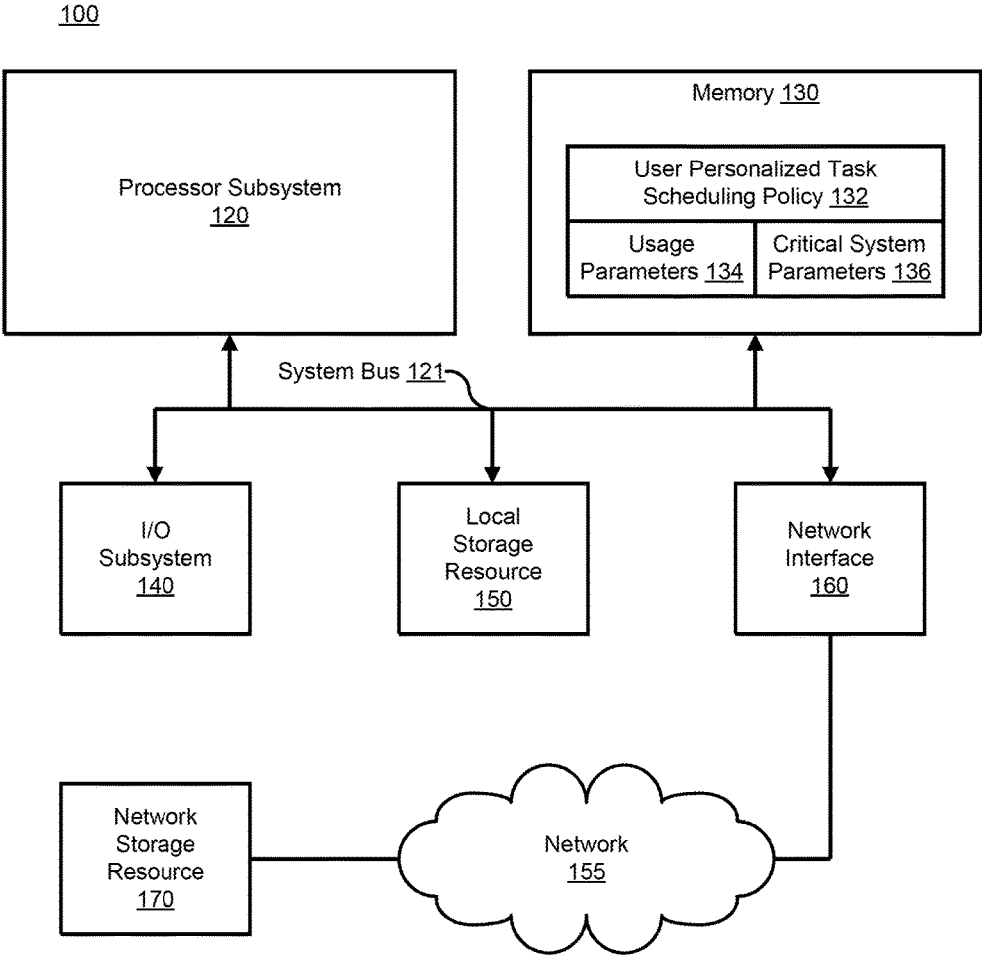 100
Processor Subsystem
120
Memory 130
User Personalized Task
Scheduling Policy 132
Usage
Parameters 134
Critical System
Parameters 136
System Bus 121
I/O
Subsystem
140
Local
Storage
Resource
150
Network
Interface
160
Network
Storage
Resource
170
Network
155